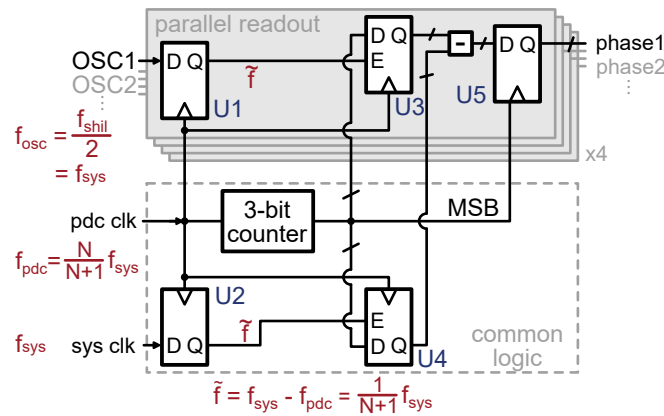 parallel readout
OSC1
OSC2
D Q
f̃
U1
D Q
E
U3
-
D Q
U5
phase1
phase2
x4
f_osc = f_shil/2
= f_sys
pdc clk
3-bit
counter
MSB
f_pdc = N/N+1 f_sys
U2
f_sys
sys clk
D Q
f̃
E
D Q
U4
common
logic
f̃ = f_sys - f_pdc = 1/N+1 f_sys